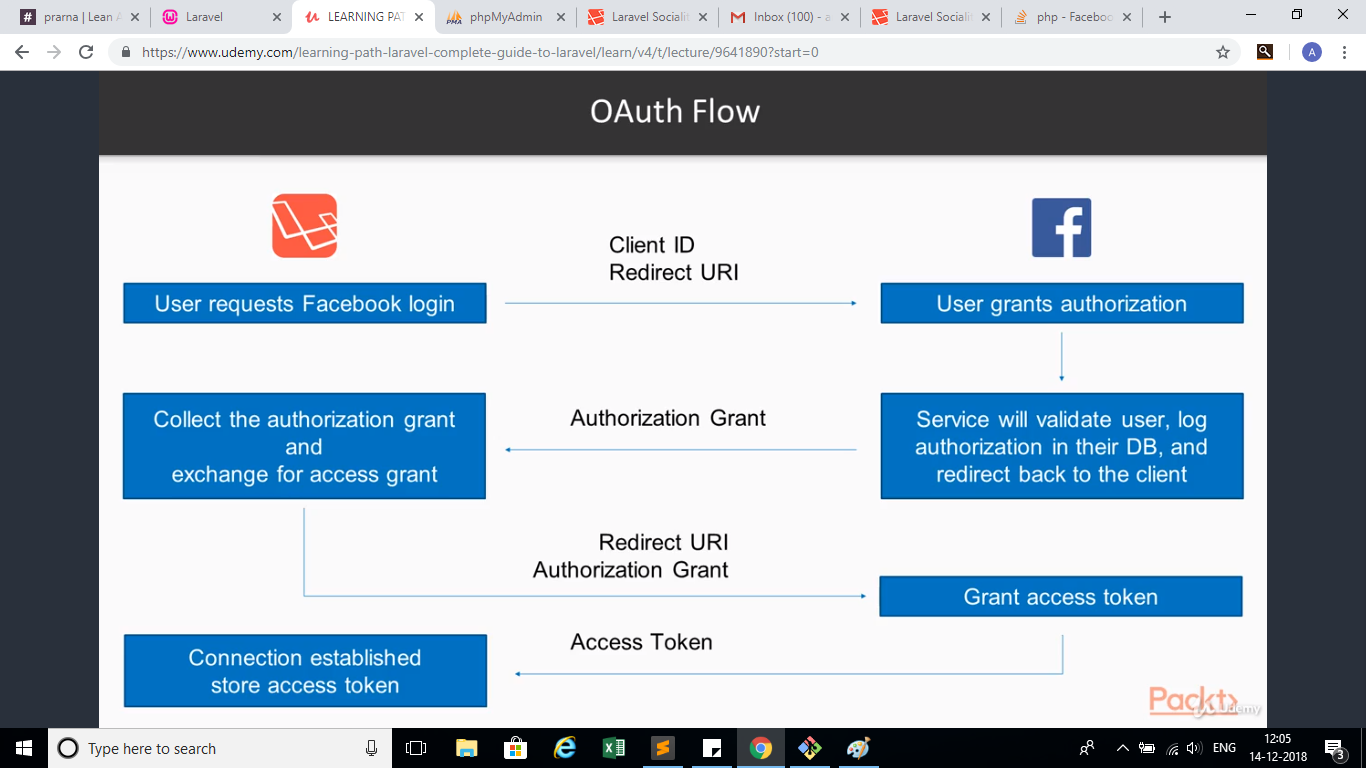 prarna | Lean A
Laravel
LEARNING PAT
phpMyAdmin
Laravel Socialit
Inbox (100) - a
Laravel Socialit
php - Faceboo
https://www.udemy.com/learning-path-laravel-complete-guide-to-laravel/learn/v4/t/lecture/9641890?start=0
A
OAuth Flow
Client ID
Redirect URI
User requests Facebook login
User grants authorization
Collect the authorization grant
and
exchange for access grant
Authorization Grant
Service will validate user, log
authorization in their DB, and
redirect back to the client
Redirect URI
Authorization Grant
Grant access token
Access Token
Connection established
store access token
Packt
Udemy
Type here to search
ENG
12:05
14-12-2018
3